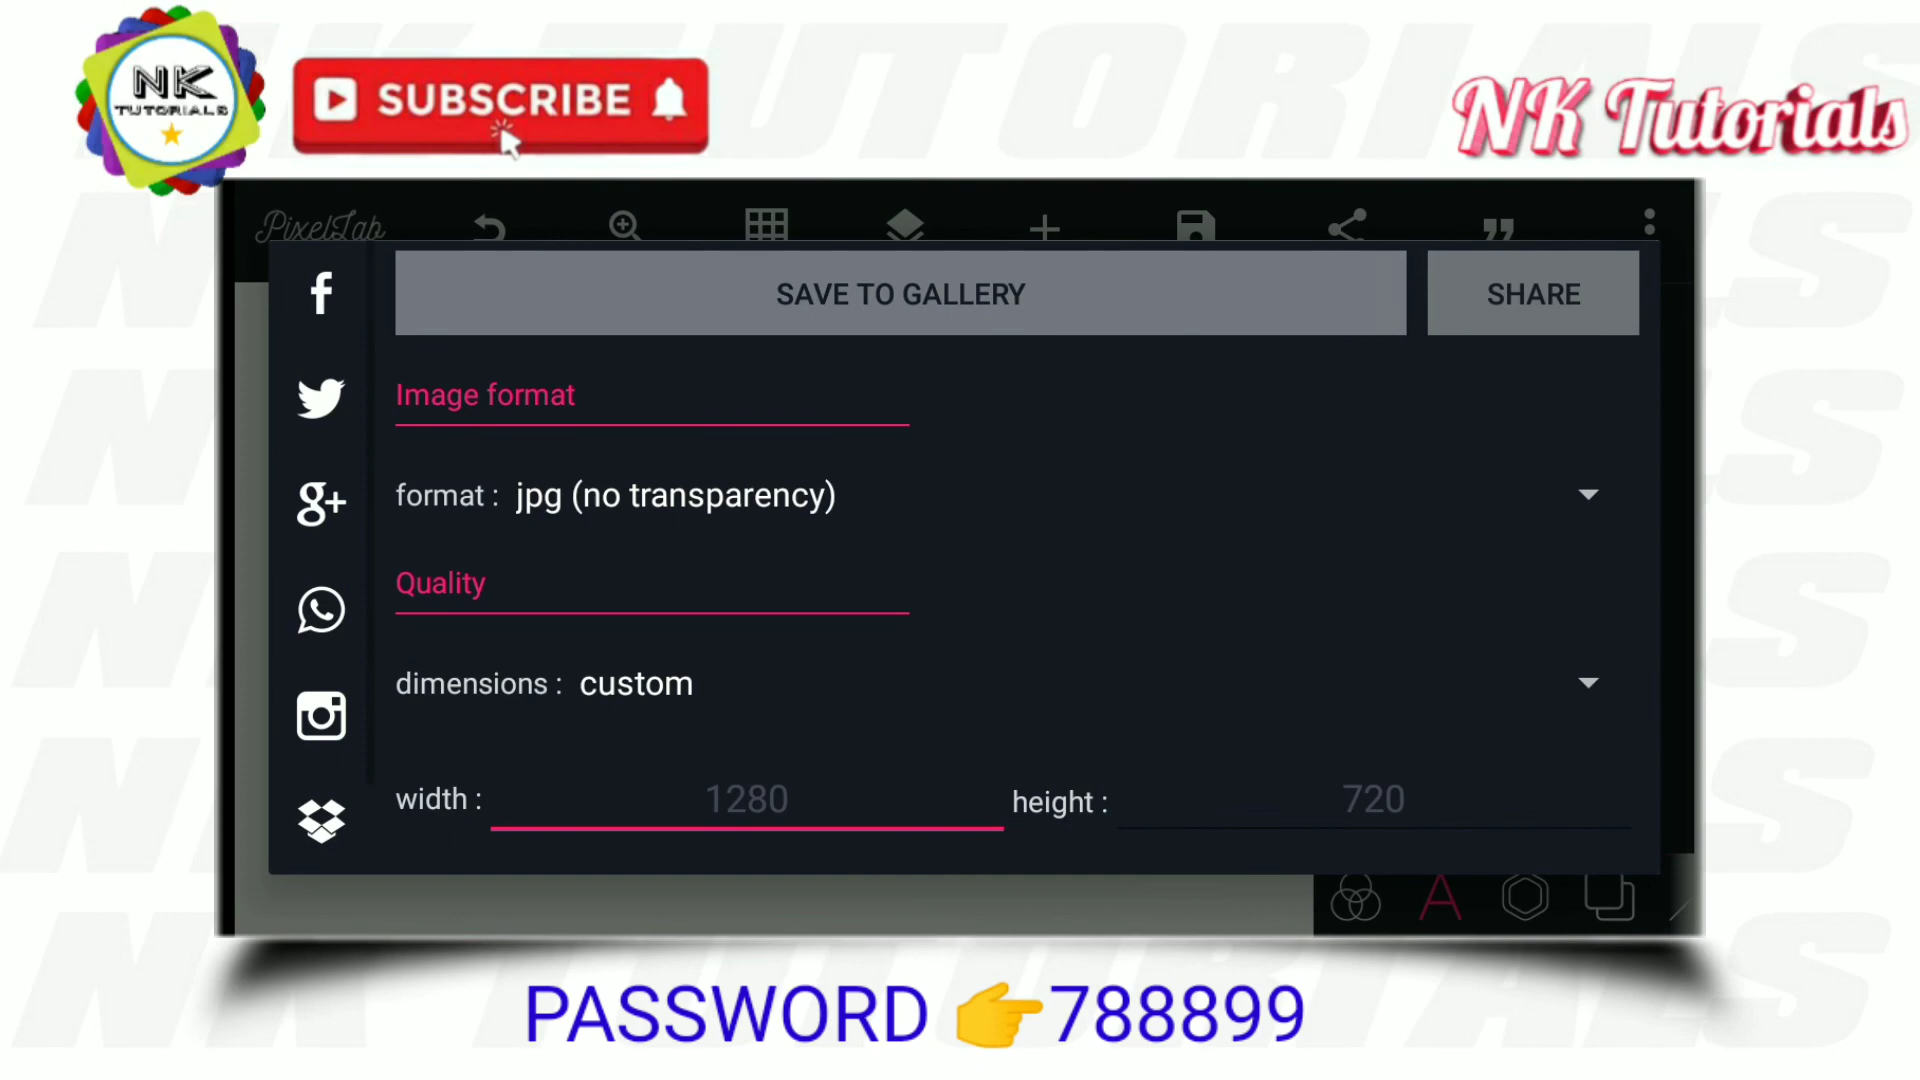 NK
TUTORIALS
SUBSCRIBE
NK Tutorials
PixelLab
SAVE TO GALLERY
SHARE
Image format
format : jpg (no transparency)
Quality
dimensions : custom
width : 1280 height : 720
PASSWORD 👉788899